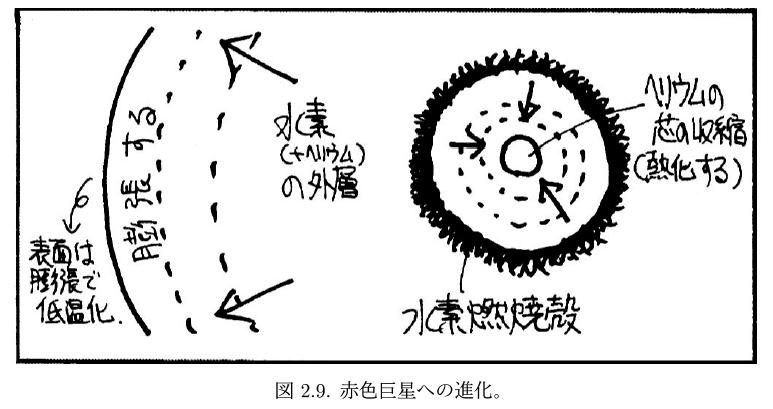 膨張する
水素
(+ヘリウム)
の外層
表面は
膨張で
低温化.
ヘリウムの
芯の収縮
(熱化する)
水素燃焼殻
図 2.9. 赤色巨星への進化。